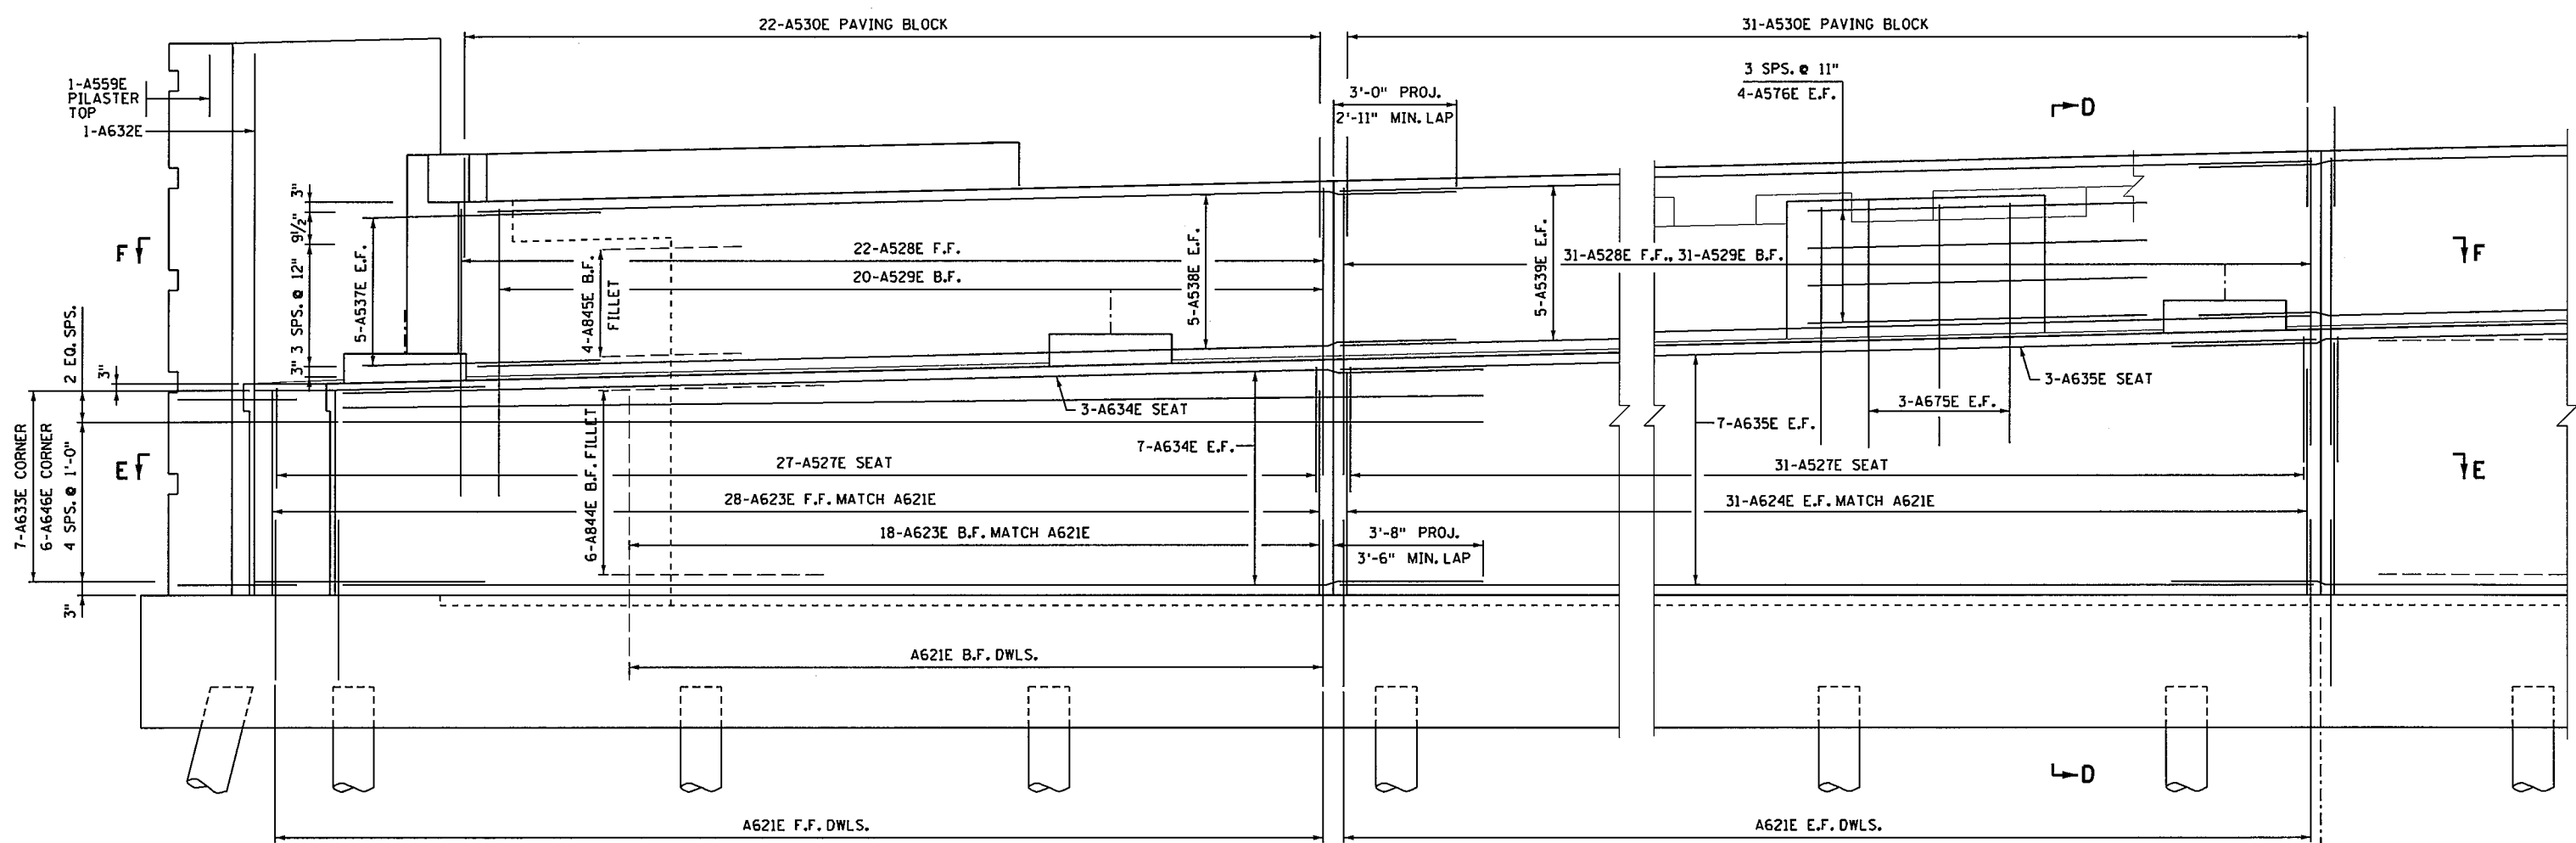 22-A530E PAVING BLOCK
31-A530E PAVING BLOCK
3 SPS. @ 11"
4-A576E E.F.
1-A559E
PILASTER
TOP
1-A632E
3'-0" PROJ.
2'-11" MIN. LAP
D
3"
9 1/2"
3 SPS. @ 12"
3"
5-A537E E.F.
F
22-A528E F.F.
20-A529E B.F.
4-A845E B.F.
FILLET
5-A538E E.F.
5-A539E E.F.
31-A528E F.F., 31-A529E B.F.
F
2 EQ. SPS.
3"
3-A634E SEAT
3-A635E SEAT
3-A675E E.F.
7-A633E CORNER
6-A646E CORNER
4 SPS. @ 1'-0"
3"
E
6-A844E B.F. FILLET
7-A634E E.F.
7-A635E E.F.
27-A527E SEAT
31-A527E SEAT
E
28-A623E F.F. MATCH A621E
31-A624E E.F. MATCH A621E
18-A623E B.F. MATCH A621E
3'-8" PROJ.
3'-6" MIN. LAP
A621E B.F. DWLS.
D
A621E F.F. DWLS.
A621E E.F. DWLS.